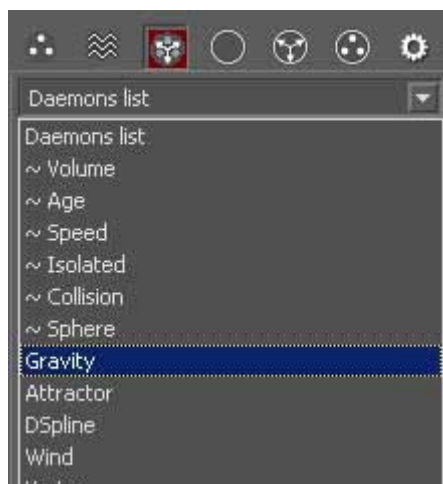 Daemons list
Daemons list
~ Volume
~ Age
~ Speed
~ Isolated
~ Collision
~ Sphere
Gravity
Attractor
DSpline
Wind